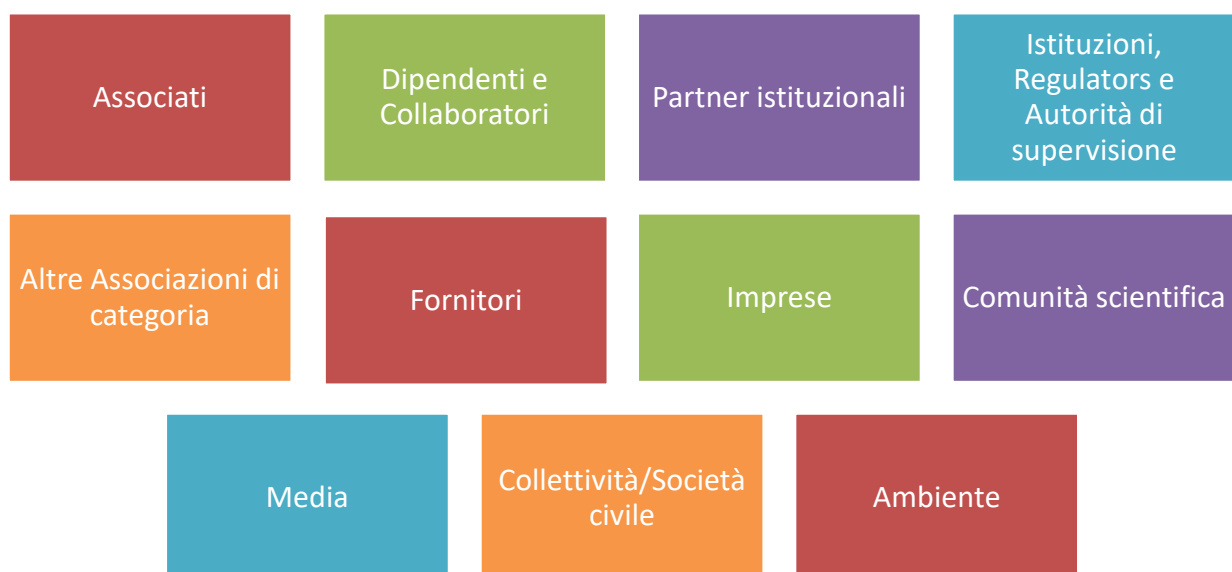 Associati
Dipendenti e
Collaboratori
Partner istituzionali
Istituzioni,
Regulators e
Autorità di
supervisione
Altre Associazioni di
categoria
Fornitori
Imprese
Comunità scientifica
Media
Collettività/Società
civile
Ambiente